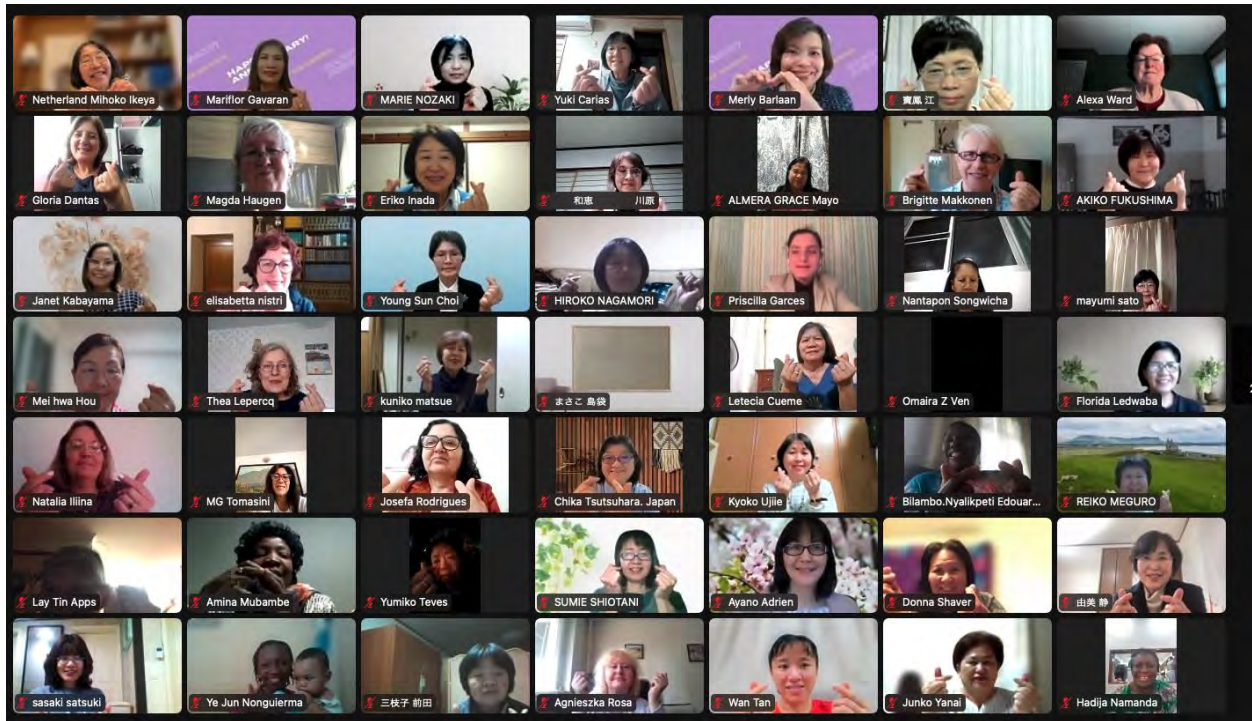 Netherland Mihoko Ikeya
HAPPY
Mariflor Gavaran
MARIE NOZAKI
Yuki Carias
Merly Barlaan
寶鳳 江
Alexa Ward
Gloria Dantas
Magda Haugen
Eriko Inada
和恵 川原
ALMERA GRACE Mayo
Brigitte Makkonen
AKIKO FUKUSHIMA
Janet Kabayama
elisabetta nistri
Young Sun Choi
HIROKO NAGAMORI
Priscilla Garces
Nantapon Songwicha
mayumi sato
Mei hwa Hou
Thea Lepercq
kuniko matsue
まさこ 島袋
Letecia Cueme
Omaira Z Ven
Florida Ledwaba
Natalia Iliina
MG Tomasini
Josefa Rodrigues
Chika Tsutsuhara. Japan
Kyoko Ujiie
Bilambo.Nyalikpeti Edouar...
REIKO MEGURO
Lay Tin Apps
Amina Mubambe
Yumiko Teves
SUMIE SHIOTANI
Ayano Adrien
Donna Shaver
由美 静
sasaki satsuki
Ye Jun Nonguierma
三枝子 前田
Agnieszka Rosa
Wan Tan
Junko Yanai
Hadija Namanda